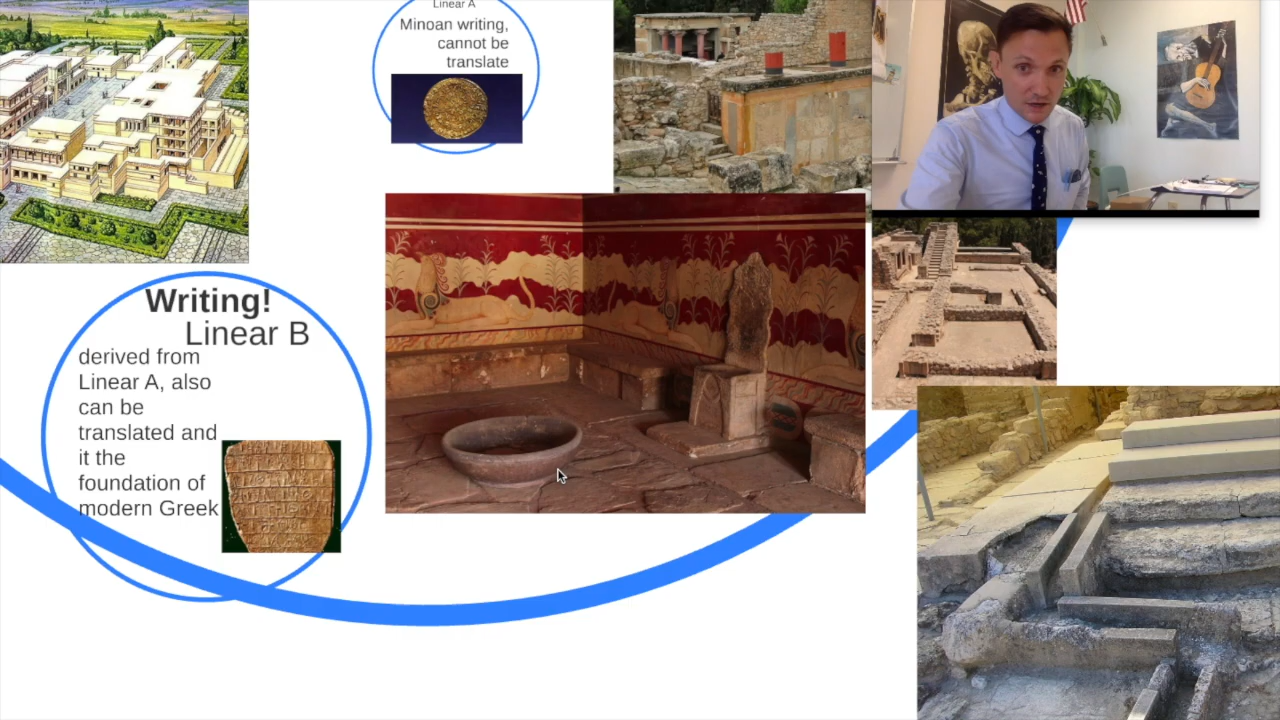 Linear A
Minoan writing,
cannot be
translate
Writing!
Linear B
derived from
Linear A, also
can be
translated and
it the
foundation of
modern Greek